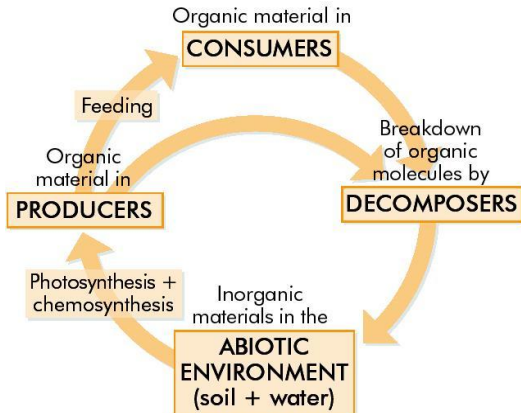 Organic material in
CONSUMERS
Feeding
Organic
material in
PRODUCERS
Breakdown
of organic
molecules by
DECOMPOSERS
Photosynthesis +
chemosynthesis
Inorganic
materials in the
ABIOTIC
ENVIRONMENT
(soil + water)